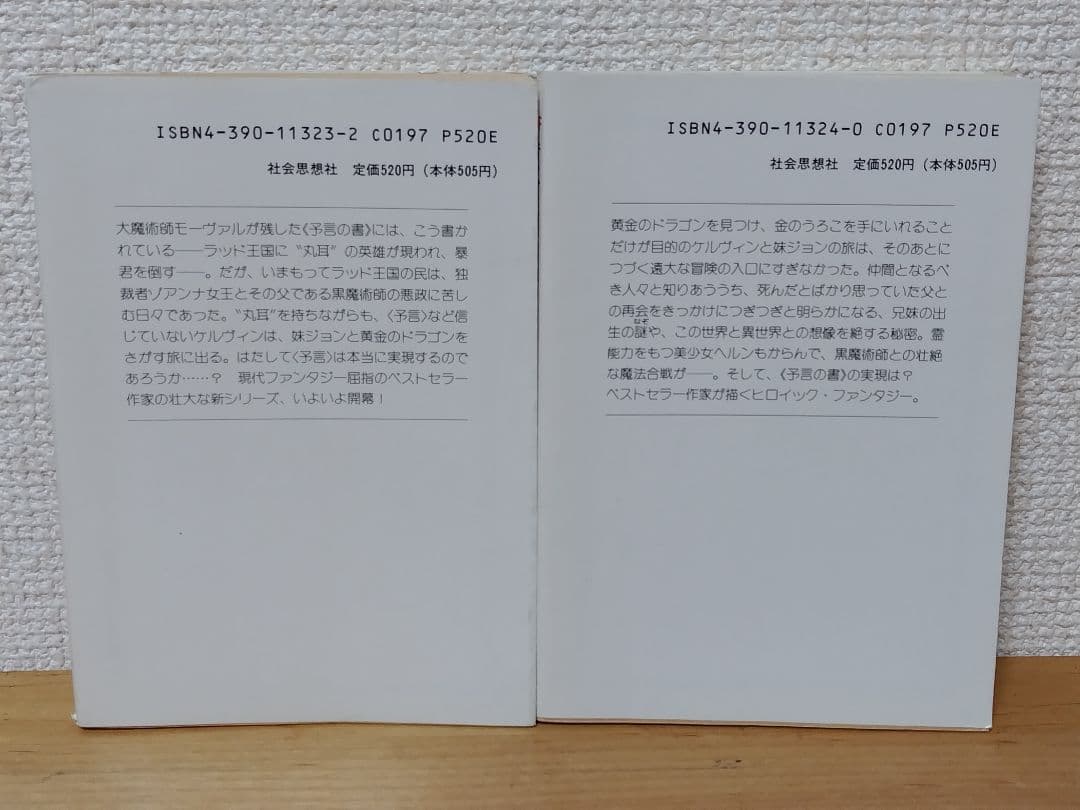 ISBN4-390-11323-2 C0197 P520E
社会思想社 定価520円(本体505円)
大魔術師モーヴァルが残した《予言の書》には、こう書か
れている――ラッド王国に〝丸耳〟の英雄が現われ、暴
君を倒す――。だが、いまもってラッド王国の民は、独
裁者ゾアンナ女王とその父である黒魔術師の悪政に苦し
む日々であった。〝丸耳〟を持ちながらも、〈予言〉など信
じていないケルヴィンは、妹ジョンと黄金のドラゴンを
さがす旅に出る。はたして〈予言〉は本当に実現するので
あろうか……? 現代ファンタジー屈指のベストセラー
作家の壮大な新シリーズ、いよいよ開幕!
ISBN4-390-11324-0 C0197 P520E
社会思想社 定価520円(本体505円)
黄金のドラゴンを見つけ、金のうろこを手にいれること
だけが目的のケルヴィンと妹ジョンの旅は、そのあとに
つづく遠大な冒険の入口にすぎなかった。仲間となるべ
き人々と知りあううち、死んだとばかり思っていた父と
の再会をきっかけにつぎつぎと明らかになる、兄妹の出
生の謎や、この世界と異世界との想像を絶する秘密。霊
能力をもつ美少女ヘルンもからんで、黒魔術師との壮絶
な魔法合戦が――。そして、《予言の書》の実現は?
ベストセラー作家が描くヒロイック・ファンタジー。